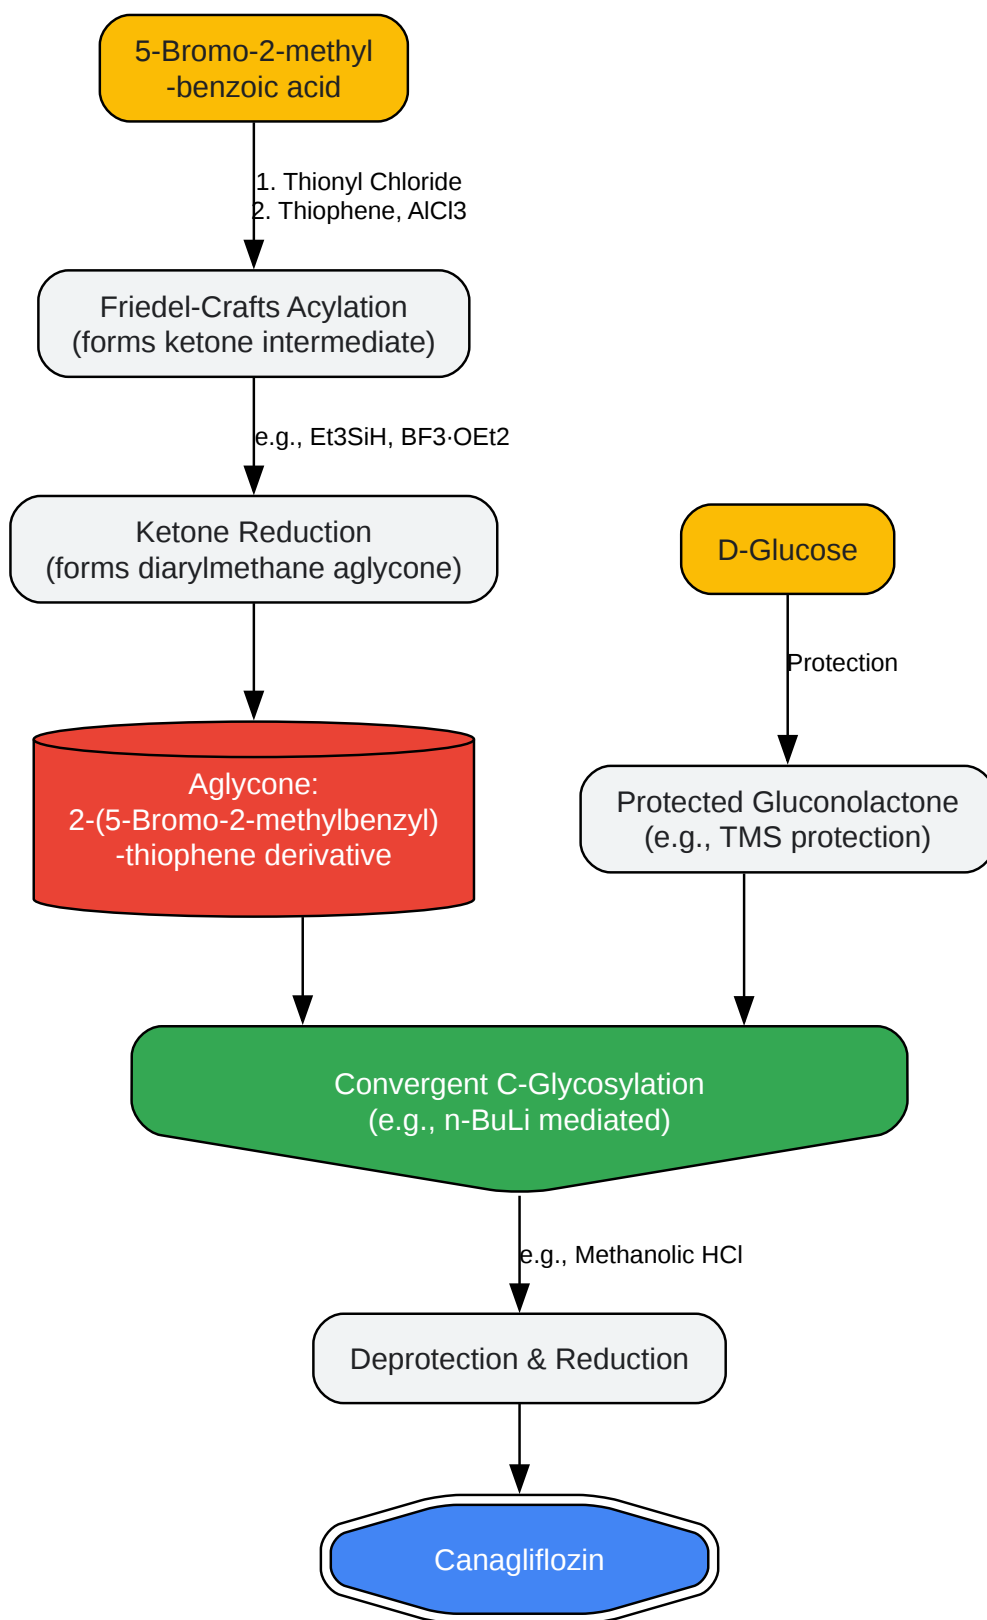 5-Bromo-2-methyl
-benzoic acid
1. Thionyl Chloride
2. Thiophene, AlCl3
Friedel-Crafts Acylation
(forms ketone intermediate)
e.g., Et3SiH, BF3·OEt2
Ketone Reduction
(forms diarylmethane aglycone)
D-Glucose
Protection
Aglycone:
2-(5-Bromo-2-methylbenzyl)
-thiophene derivative
Protected Gluconolactone
(e.g., TMS protection)
Convergent C-Glycosylation
(e.g., n-BuLi mediated)
e.g., Methanolic HCl
Deprotection & Reduction
Canagliflozin